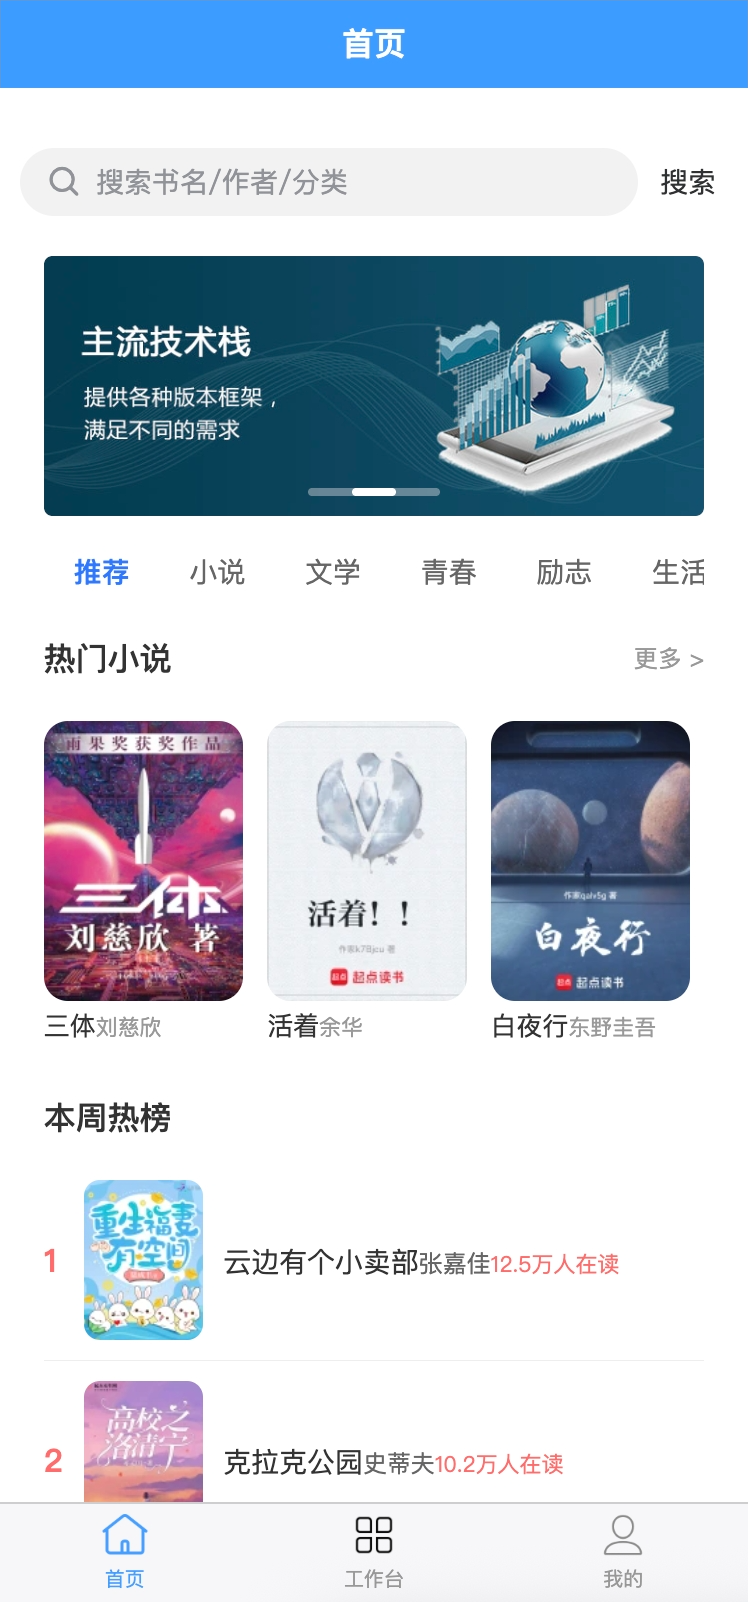 首页
搜索书名/作者/分类
搜索
主流技术栈
提供各种版本框架，
满足不同的需求
推荐 小说 文学 青春 励志 生活
热门小说 更多 >
雨果奖获奖作品
三体
刘慈欣 著
活着！！
作家k7Bjcu 著
起点 起点读书
作家qalv5g 著
白夜行
起点 起点读书
三体刘慈欣
活着余华
白夜行东野圭吾
本周热榜
1
重生福妻
有空间
云边有个小卖部张嘉佳12.5万人在读
2
高校之
洛清宁
克拉克公园史蒂夫10.2万人在读
首页 工作台 我的